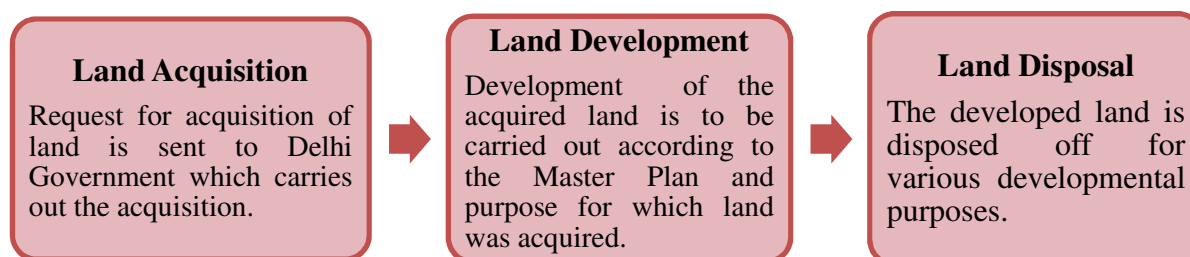 Land Acquisition
Request for acquisition of
land is sent to Delhi
Government which carries
out the acquisition.
Land Development
Development of the
acquired land is to be
carried out according to
the Master Plan and
purpose for which land
was acquired.
Land Disposal
The developed land is
disposed off for
various developmental
purposes.